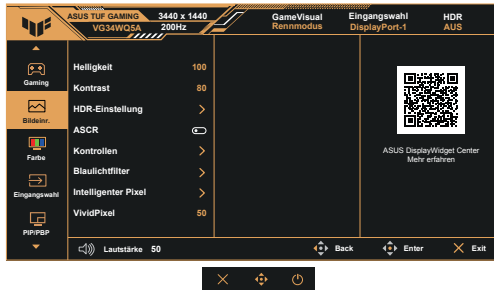 ASUS TUF GAMING 3440 x 1440
VG34WQ5A 200Hz
GameVisual
Rennmodus
Eingangswahl
DisplayPort-1
HDR
AUS
Gaming
Bildeinr.
Farbe
Eingangswahl
PIP/PBP
Helligkeit 100
Kontrast 80
HDR-Einstellung
ASCR
Kontrollen
Blaulichtfilter
Intelligenter Pixel
VividPixel 50
ASUS DisplayWidget Center
Mehr erfahren
Lautstärke 50
Back
Enter
Exit